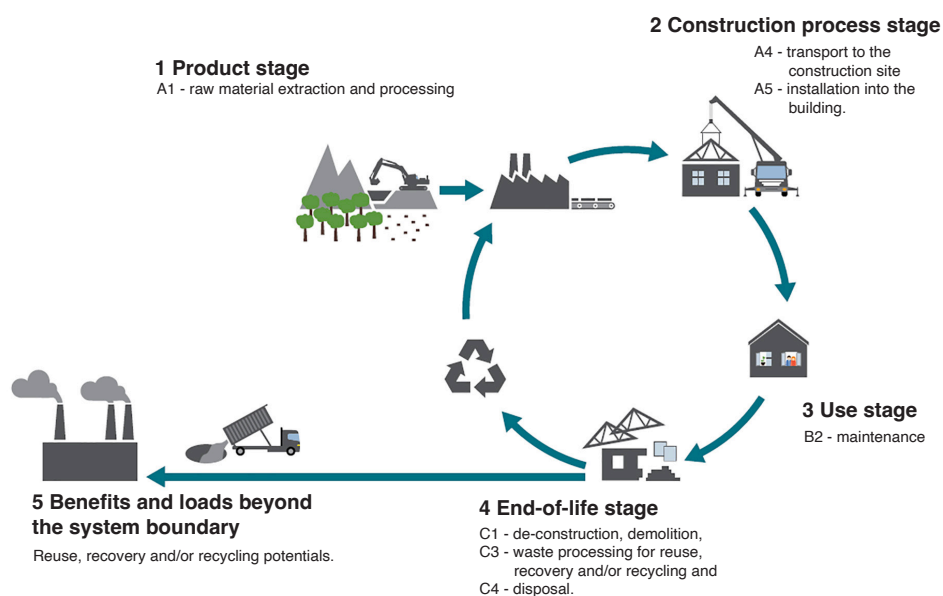 1 Product stage
A1 - raw material extraction and processing
2 Construction process stage
A4 - transport to the
construction site
A5 - installation into the
building.
3 Use stage
B2 - maintenance
4 End-of-life stage
C1 - de-construction, demolition,
C3 - waste processing for reuse,
recovery and/or recycling and
C4 - disposal.
5 Benefits and loads beyond
the system boundary
Reuse, recovery and/or recycling potentials.